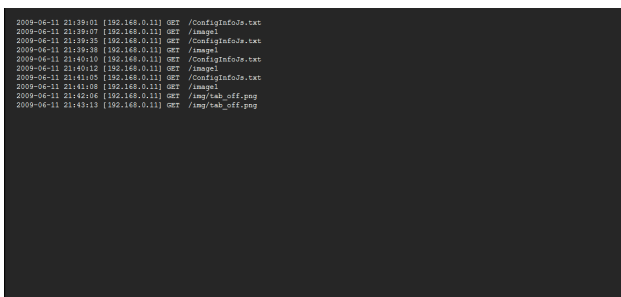 2009-06-11 21:39:01 [192.168.0.11] GET /ConfigInfoJs.txt
2009-06-11 21:39:07 [192.168.0.11] GET /image1
2009-06-11 21:39:35 [192.168.0.11] GET /ConfigInfoJs.txt
2009-06-11 21:39:38 [192.168.0.11] GET /image1
2009-06-11 21:40:10 [192.168.0.11] GET /ConfigInfoJs.txt
2009-06-11 21:40:12 [192.168.0.11] GET /image1
2009-06-11 21:41:05 [192.168.0.11] GET /ConfigInfoJs.txt
2009-06-11 21:41:08 [192.168.0.11] GET /image1
2009-06-11 21:42:06 [192.168.0.11] GET /img/tab_off.png
2009-06-11 21:43:13 [192.168.0.11] GET /img/tab_off.png